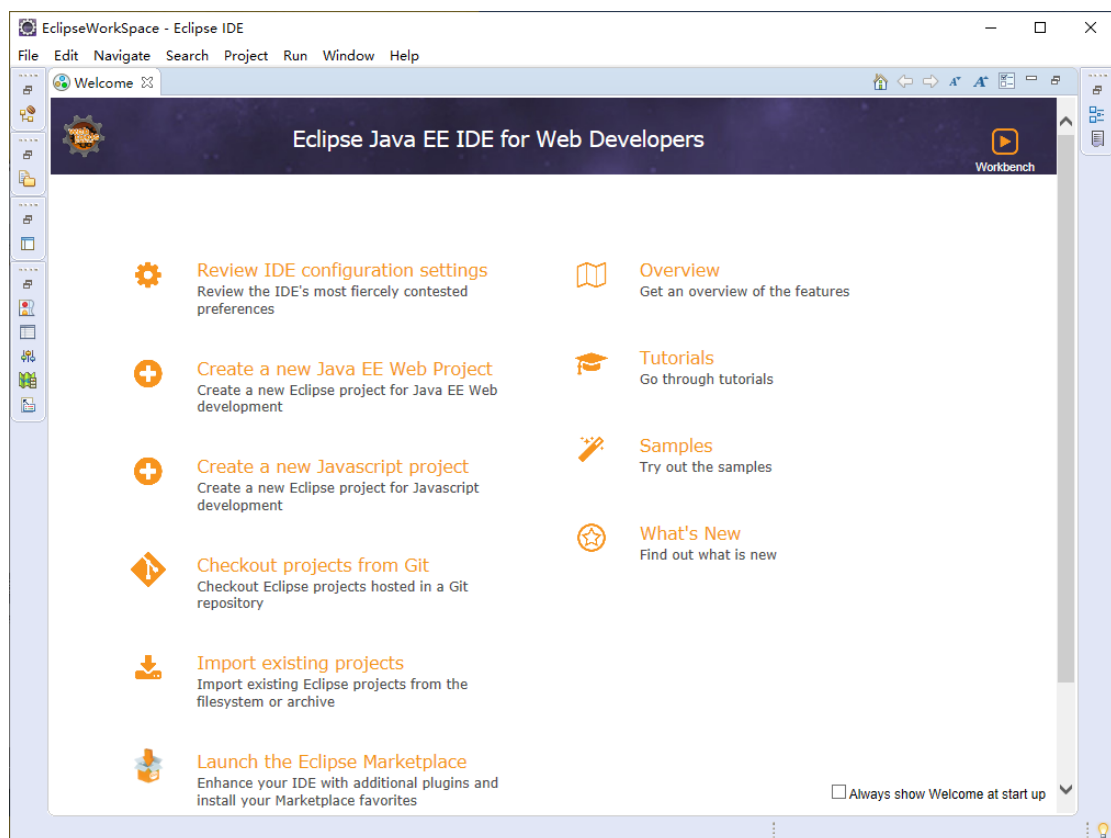 EclipseWorkSpace - Eclipse IDE
File Edit Navigate Search Project Run Window Help
Welcome
Eclipse Java EE IDE for Web Developers
Workbench
Review IDE configuration settings
Review the IDE's most fiercely contested
preferences
Create a new Java EE Web Project
Create a new Eclipse project for Java EE Web
development
Create a new Javascript project
Create a new Eclipse project for Javascript
development
Checkout projects from Git
Checkout Eclipse projects hosted in a Git
repository
Import existing projects
Import existing Eclipse projects from the
filesystem or archive
Launch the Eclipse Marketplace
Enhance your IDE with additional plugins and
install your Marketplace favorites
Overview
Get an overview of the features
Tutorials
Go through tutorials
Samples
Try out the samples
What's New
Find out what is new
Always show Welcome at start up